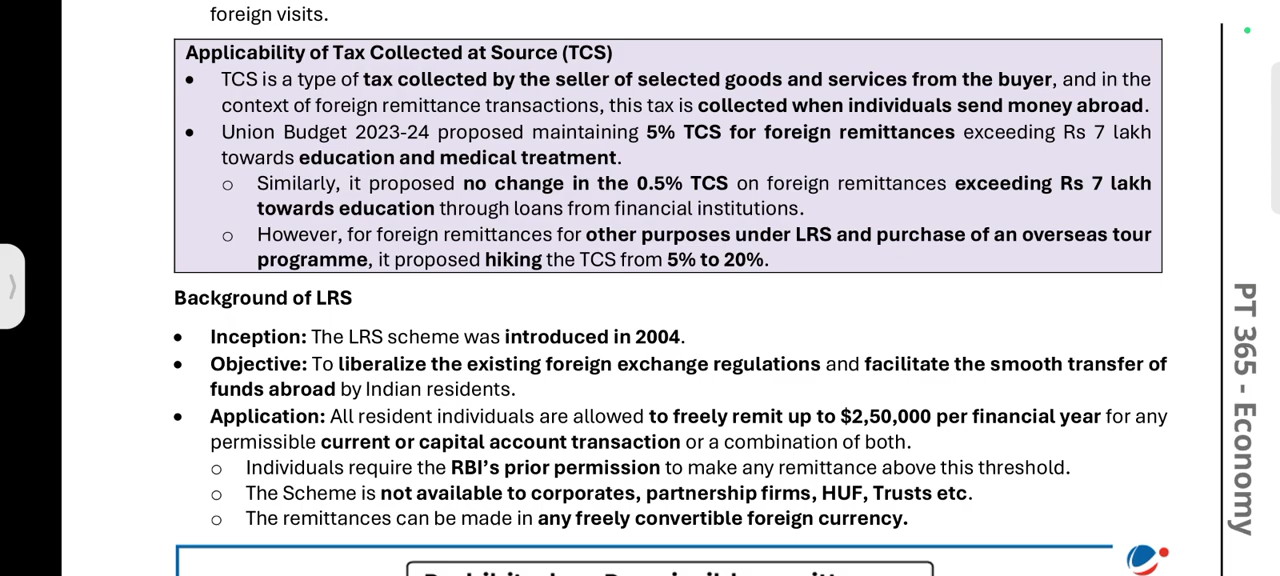 foreign visits.
Applicability of Tax Collected at Source (TCS)
• TCS is a type of tax collected by the seller of selected goods and services from the buyer, and in the
context of foreign remittance transactions, this tax is collected when individuals send money abroad.
• Union Budget 2023-24 proposed maintaining 5% TCS for foreign remittances exceeding Rs 7 lakh
towards education and medical treatment.
○ Similarly, it proposed no change in the 0.5% TCS on foreign remittances exceeding Rs 7 lakh
towards education through loans from financial institutions.
○ However, for foreign remittances for other purposes under LRS and purchase of an overseas tour
programme, it proposed hiking the TCS from 5% to 20%.
Background of LRS
• Inception: The LRS scheme was introduced in 2004.
• Objective: To liberalize the existing foreign exchange regulations and facilitate the smooth transfer of
funds abroad by Indian residents.
• Application: All resident individuals are allowed to freely remit up to $2,50,000 per financial year for any
permissible current or capital account transaction or a combination of both.
○ Individuals require the RBI's prior permission to make any remittance above this threshold.
○ The Scheme is not available to corporates, partnership firms, HUF, Trusts etc.
○ The remittances can be made in any freely convertible foreign currency.
PT 365 - Economy